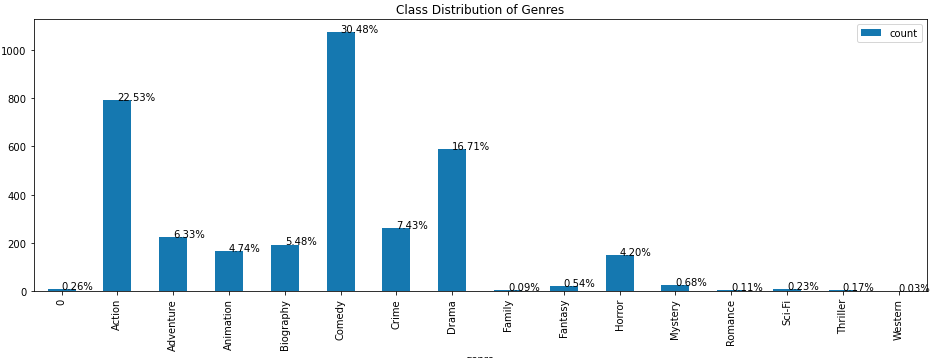 Class Distribution of Genres
count
1000
800
600
400
200
0
0.26%
22.53%
6.33%
4.74%
5.48%
30.48%
7.43%
16.71%
0.09%
0.54%
4.20%
0.68%
0.11%
0.23%
0.17%
0.03%
0
Action
Adventure
Animation
Biography
Comedy
Crime
Drama
Family
Fantasy
Horror
Mystery
Romance
Sci-Fi
Thriller
Western